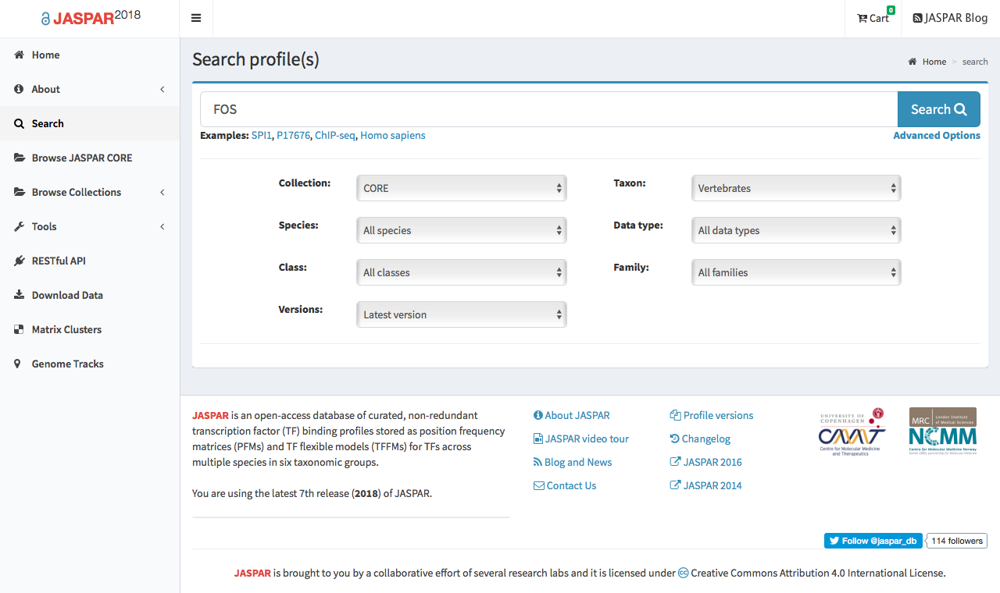 JASPAR2018
Cart 0
JASPAR Blog
Home
About
Search
Browse JASPAR CORE
Browse Collections
Tools
RESTful API
Download Data
Matrix Clusters
Genome Tracks
Search profile(s)
Home > search
FOS
Search
Examples: SPI1, P17676, ChIP-seq, Homo sapiens
Advanced Options
Collection: CORE
Taxon: Vertebrates
Species: All species
Data type: All data types
Class: All classes
Family: All families
Versions: Latest version
JASPAR is an open-access database of curated, non-redundant
transcription factor (TF) binding profiles stored as position frequency
matrices (PFMs) and TF flexible models (TFFMs) for TFs across
multiple species in six taxonomic groups.
You are using the latest 7th release (2018) of JASPAR.
About JASPAR
JASPAR video tour
Blog and News
Contact Us
Profile versions
Changelog
JASPAR 2016
JASPAR 2014
UNIVERSITY OF
COPENHAGEN
CMMT
Centre for Molecular Medicine
and Therapeutics
MRC
London Institute
of Medical Sciences
NCMM
Centre for Molecular Medicine Norway
Follow @jaspar_db
114 followers
JASPAR is brought to you by a collaborative effort of several research labs and it is licensed under cc Creative Commons Attribution 4.0 International License.